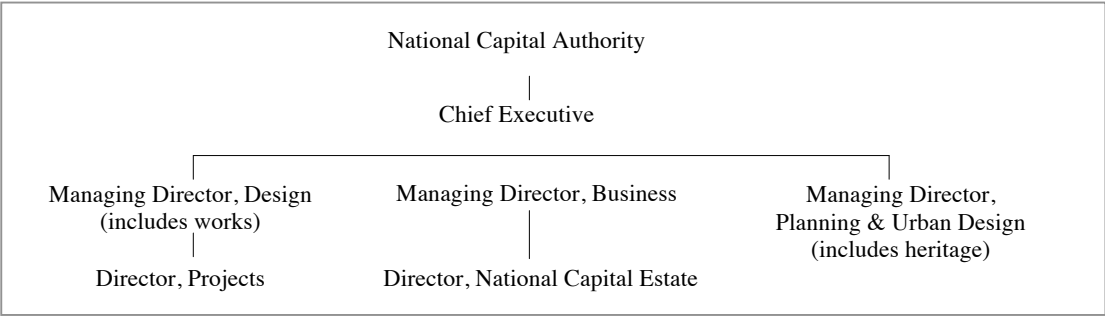 National Capital Authority
Chief Executive
Managing Director, Design
(includes works)
Managing Director, Business
Managing Director,
Planning & Urban Design
(includes heritage)
Director, Projects
Director, National Capital Estate